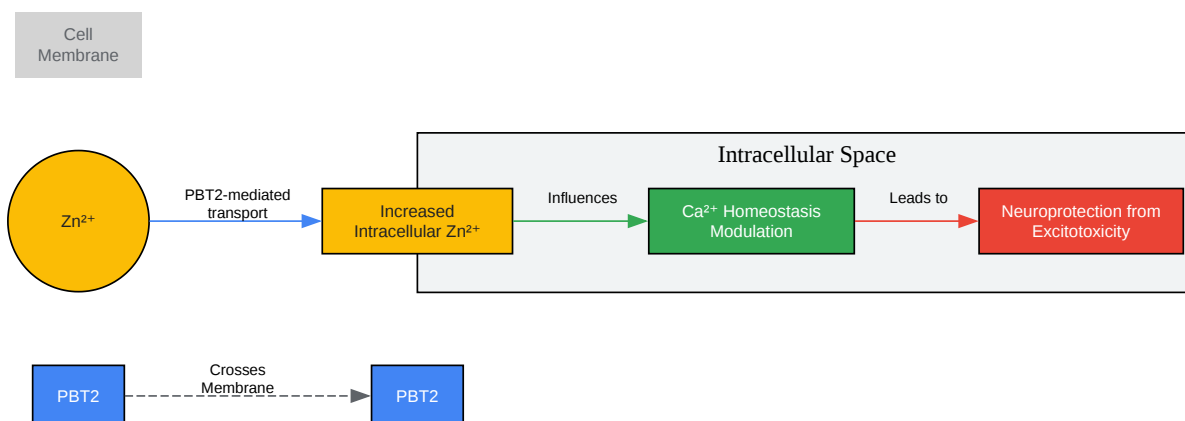 Cell
Membrane
Intracellular Space
Zn²⁺
PBT2-mediated
transport
Increased
Intracellular Zn²⁺
Influences
Ca²⁺ Homeostasis
Modulation
Leads to
Neuroprotection from
Excitotoxicity
PBT2
Crosses
Membrane
PBT2